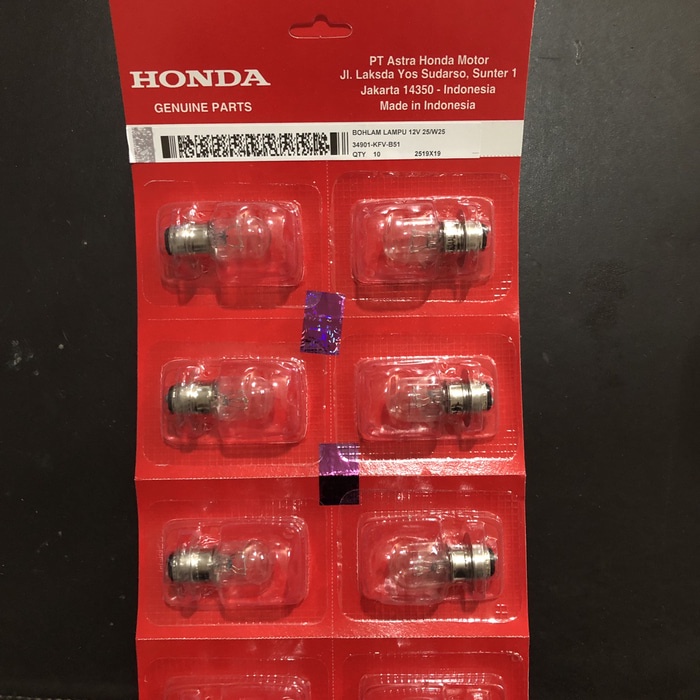 HONDA
GENUINE PARTS
PT Astra Honda Motor
Jl. Laksda Yos Sudarso, Sunter 1
Jakarta 14350 - Indonesia
Made in Indonesia
BOHLAM LAMPU 12V 25/W25
34901-KFV-B51
QTY 10 2519X19